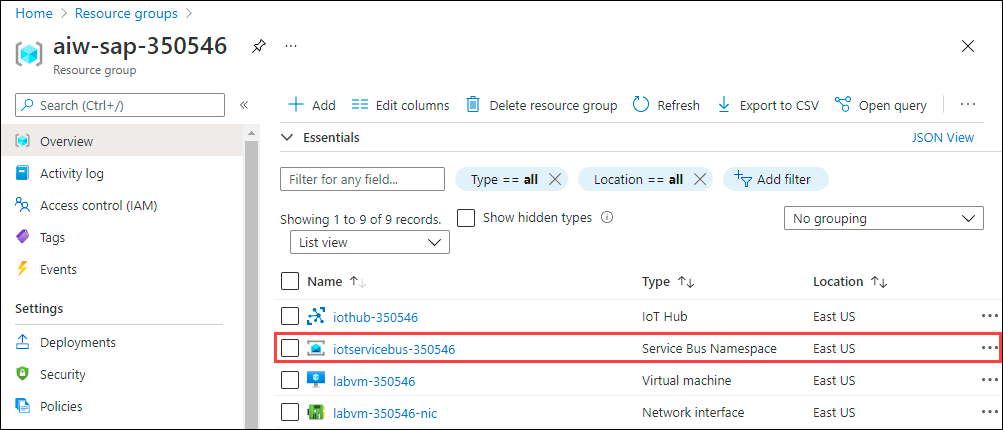 Home > Resource groups >
aiw-sap-350546 ...
Resource group
Search (Ctrl+/) «
Overview
Activity log
Access control (IAM)
Tags
Events
Settings
Deployments
Security
Policies
Add Edit columns Delete resource group Refresh Export to CSV Open query ...
Essentials JSON View
Filter for any field... Type == all Location == all Add filter
Showing 1 to 9 of 9 records. Show hidden types No grouping
List view
Name Type Location
iothub-350546 IoT Hub East US ...
iotservicebus-350546 Service Bus Namespace East US ...
labvm-350546 Virtual machine East US ...
labvm-350546-nic Network interface East US ...